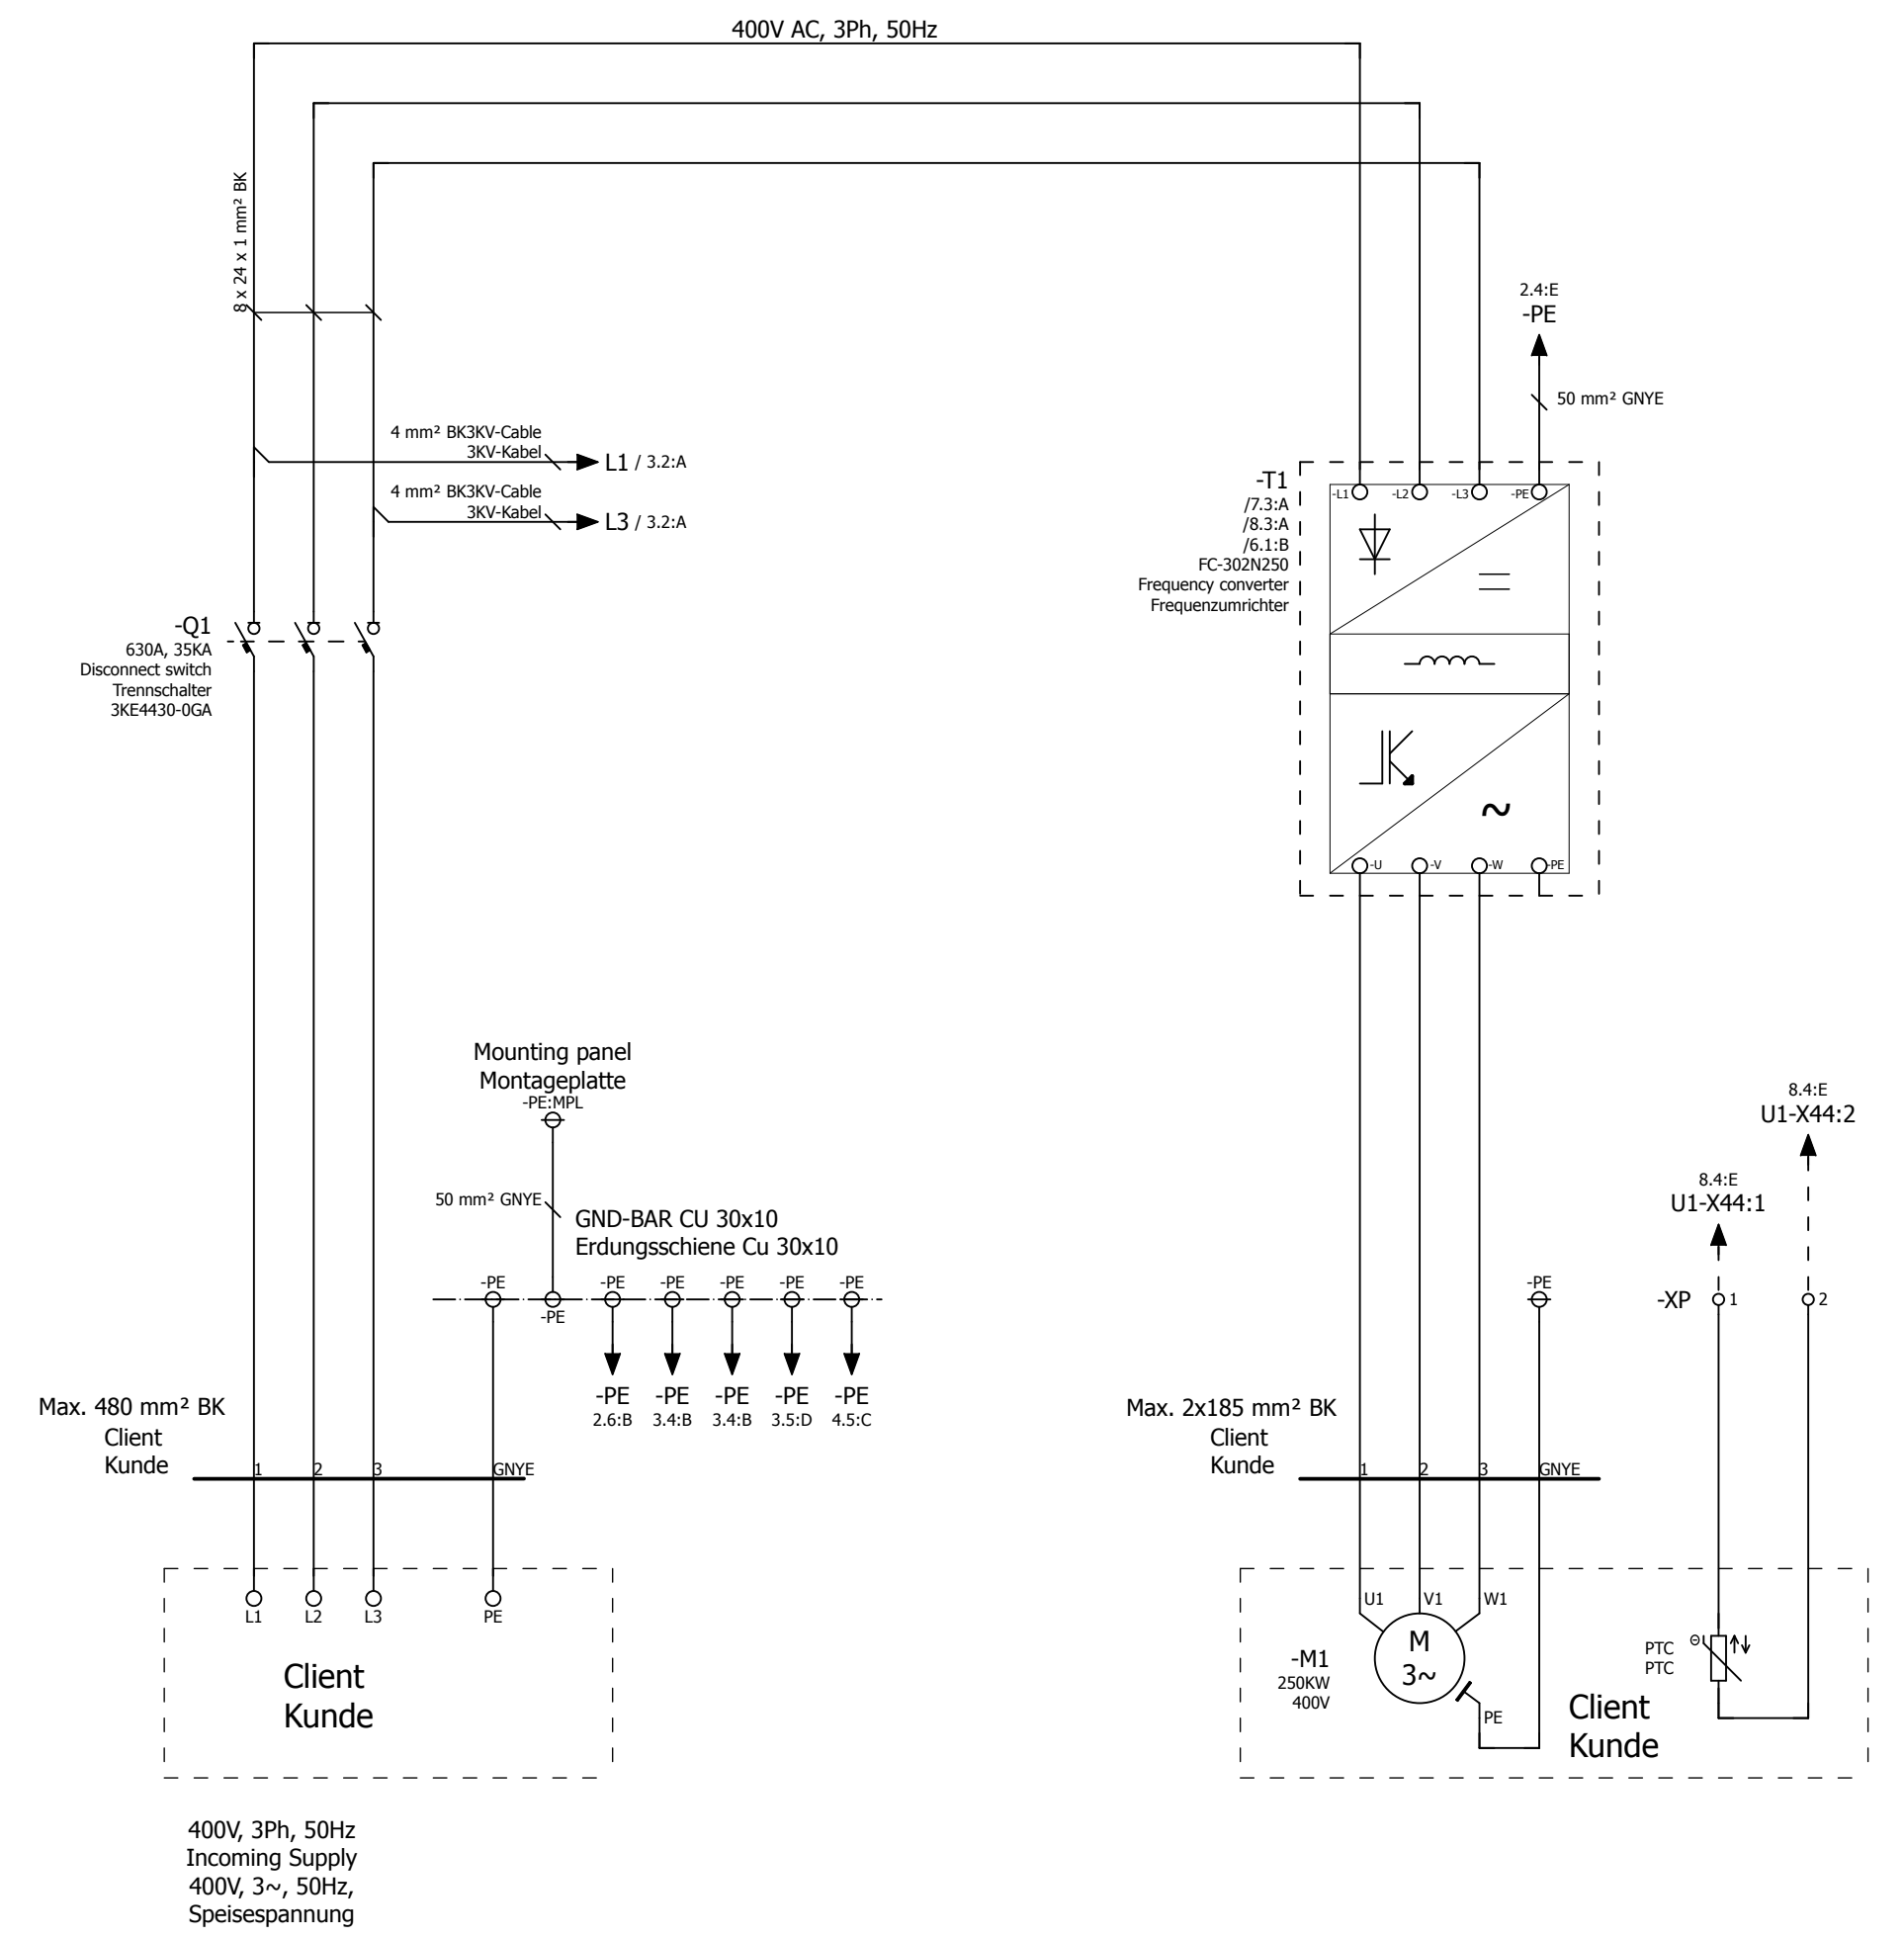 400V AC, 3Ph, 50Hz
8 x 24 x 1 mm² BK
2.4:E
-PE
50 mm² GNYE
4 mm² BK3KV-Cable
3KV-Kabel
L1 / 3.2:A
4 mm² BK3KV-Cable
3KV-Kabel
L3 / 3.2:A
-T1
/7.3:A
/8.3:A
/6.1:B
FC-302N250
Frequency converter
Frequenzumrichter
-L1 -L2 -L3 -PE
-Q1
630A, 35KA
Disconnect switch
Trennschalter
3KE4430-0GA
~
-U -V -W -PE
Mounting panel
Montageplatte
-PE:MPL
50 mm² GNYE
GND-BAR CU 30x10
Erdungsschiene Cu 30x10
-PE -PE -PE -PE -PE -PE
-PE
-PE -PE -PE -PE -PE
2.6:B 3.4:B 3.4:B 3.5:D 4.5:C
8.4:E
U1-X44:2
8.4:E
U1-X44:1
-PE
-XP 1 2
Max. 480 mm² BK
Client
Kunde
1 2 3 GNYE
Max. 2x185 mm² BK
Client
Kunde
1 2 3 GNYE
L1 L2 L3 PE
Client
Kunde
U1 V1 W1
M
3~
-M1
250KW
400V
PE
PTC
PTC
Θ
Client
Kunde
400V, 3Ph, 50Hz
Incoming Supply
400V, 3~, 50Hz,
Speisespannung